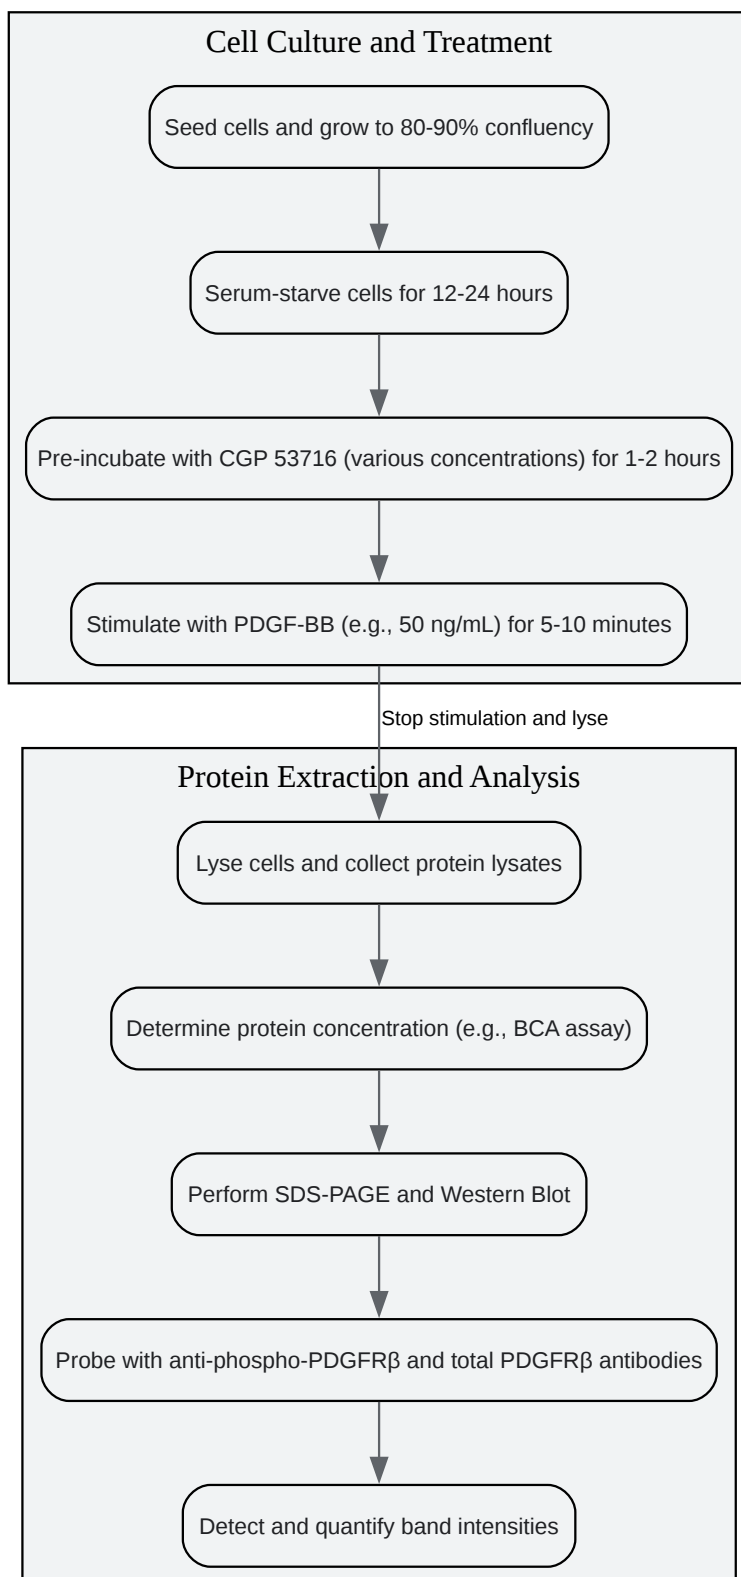 Cell Culture and Treatment
Seed cells and grow to 80-90% confluency
Serum-starve cells for 12-24 hours
Pre-incubate with CGP 53716 (various concentrations) for 1-2 hours
Stimulate with PDGF-BB (e.g., 50 ng/mL) for 5-10 minutes
Stop stimulation and lyse
Protein Extraction and Analysis
Lyse cells and collect protein lysates
Determine protein concentration (e.g., BCA assay)
Perform SDS-PAGE and Western Blot
Probe with anti-phospho-PDGFRβ and total PDGFRβ antibodies
Detect and quantify band intensities